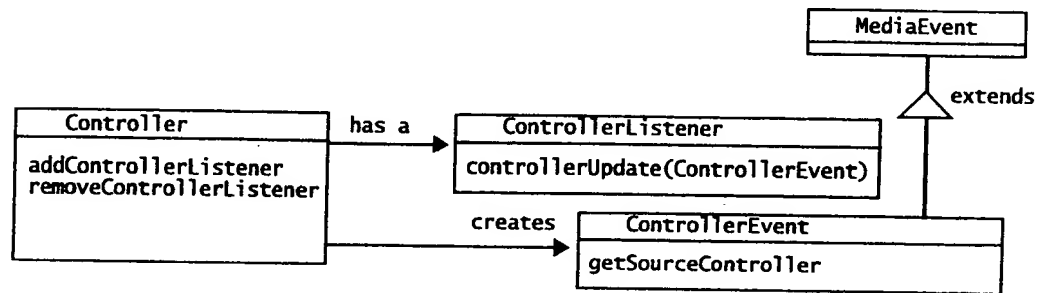 MediaEvent
extends
Controller
addControllerListener
removeControllerListener
has a
ControllerListener
controllerUpdate(ControllerEvent)
creates
ControllerEvent
getSourceController